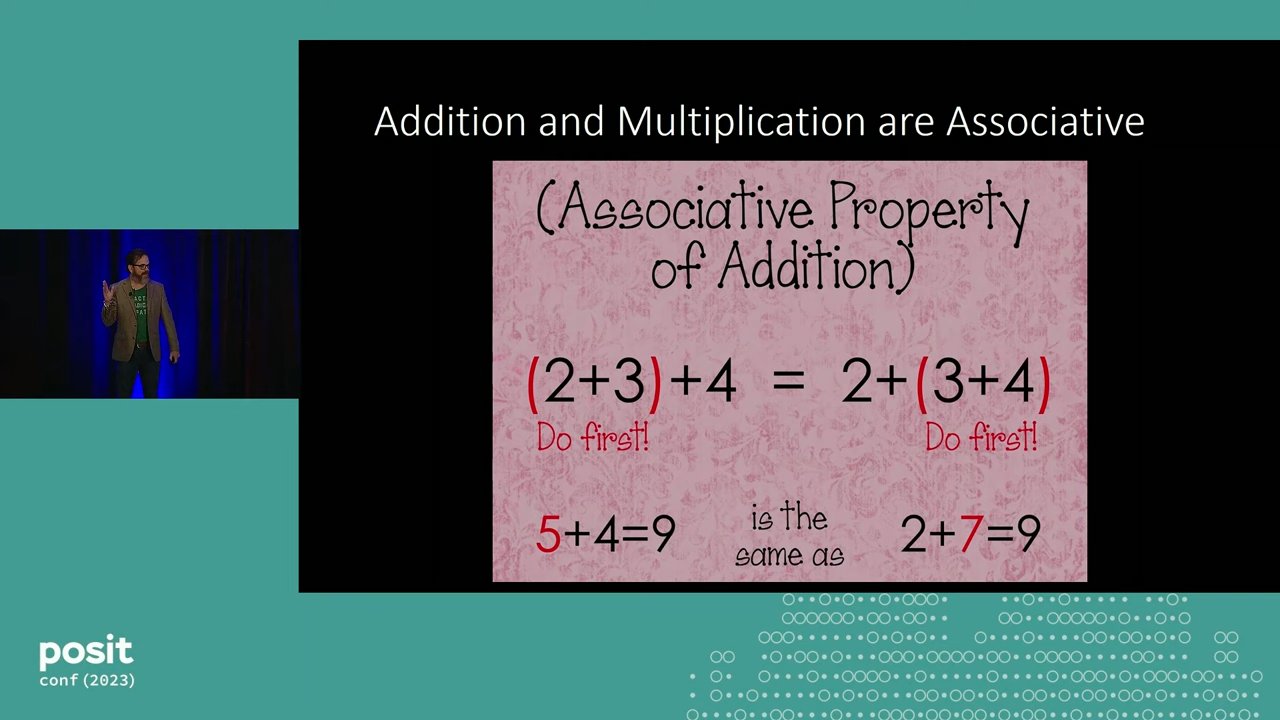 Addition and Multiplication are Associative
(Associative Property
of Addition)
(2+3)+4 = 2+(3+4)
Do first! Do first!
5+4=9 is the same as 2+7=9
posit
conf(2023)